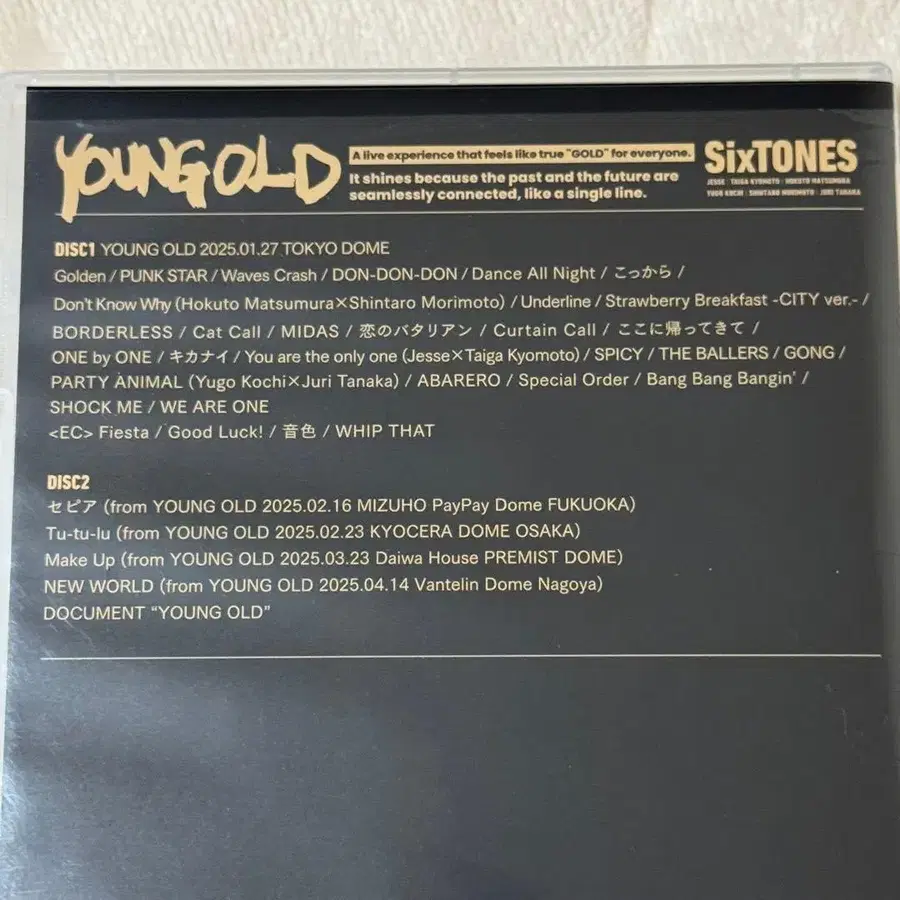 YOUNG OLD
A live experience that feels like true "GOLD" for everyone.
It shines because the past and the future are
seamlessly connected, like a single line.
SixTONES
JESSE / TAIGA KYOMOTO / HOKUTO MATSUMURA
YUGO KOCHI / SHINTARO MORIMOTO / JURI TANAKA
DISC1 YOUNG OLD 2025.01.27 TOKYO DOME
Golden / PUNK STAR / Waves Crash / DON-DON-DON / Dance All Night / こっから /
Don't Know Why (Hokuto Matsumura×Shintaro Morimoto) / Underline / Strawberry Breakfast -CITY ver.- /
BORDERLESS / Cat Call / MIDAS / 恋のバタリアン / Curtain Call / ここに帰ってきて /
ONE by ONE / キカナイ / You are the only one (Jesse×Taiga Kyomoto) / SPICY / THE BALLERS / GONG /
PARTY ANIMAL (Yugo Kochi×Juri Tanaka) / ABARERO / Special Order / Bang Bang Bangin' /
SHOCK ME / WE ARE ONE
<EC> Fiesta / Good Luck! / 音色 / WHIP THAT
DISC2
セピア (from YOUNG OLD 2025.02.16 MIZUHO PayPay Dome FUKUOKA)
Tu-tu-lu (from YOUNG OLD 2025.02.23 KYOCERA DOME OSAKA)
Make Up (from YOUNG OLD 2025.03.23 Daiwa House PREMIST DOME)
NEW WORLD (from YOUNG OLD 2025.04.14 Vantelin Dome Nagoya)
DOCUMENT "YOUNG OLD"